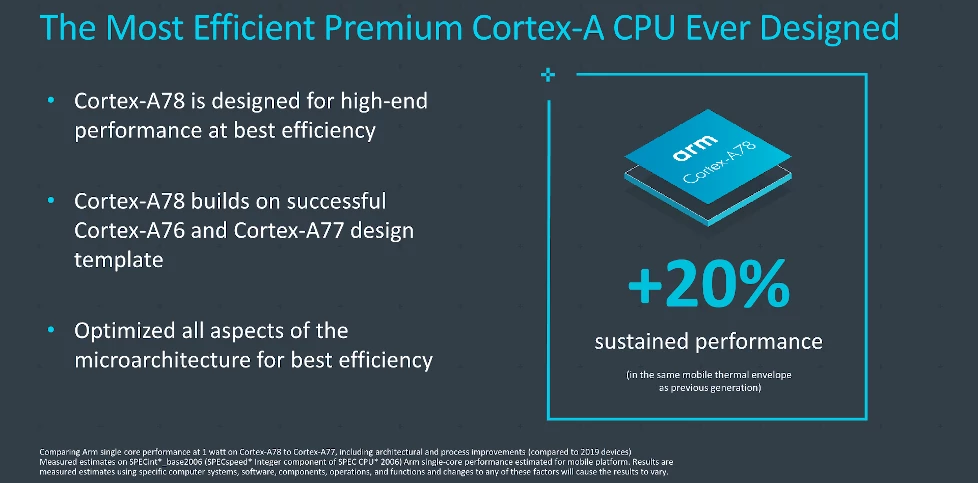 The Most Efficient Premium Cortex-A CPU Ever Designed
• Cortex-A78 is designed for high-end
performance at best efficiency
• Cortex-A78 builds on successful
Cortex-A76 and Cortex-A77 design
template
• Optimized all aspects of the
microarchitecture for best efficiency
arm
Cortex-A78
+20%
sustained performance
(in the same mobile thermal envelope
as previous generation)
Comparing Arm single core performance at 1 watt on Cortex-A78 to Cortex-A77, including architectural and process improvements (compared to 2019 devices)
Measured estimates on SPECint*_base2006 (SPECspeed* Integer component of SPEC CPU* 2006) Arm single-core performance estimated for mobile platform. Results are
measured estimates using specific computer systems, software, components, operations, and functions and changes to any of these factors will cause the results to vary.